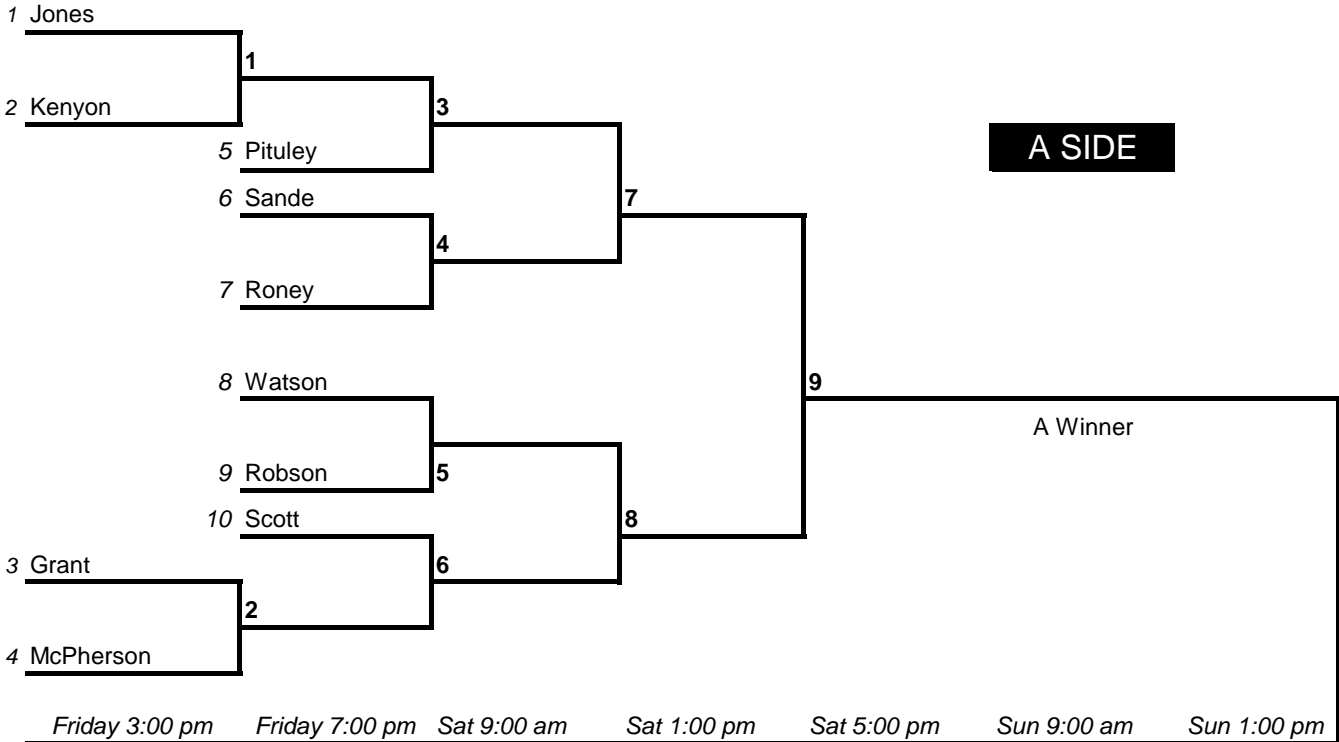 1 Jones
1
2 Kenyon
3
5 Pituley
A SIDE
6 Sande
7
4
7 Roney
8 Watson
9
A Winner
9 Robson
5
10 Scott
8
3 Grant
6
2
4 McPherson
Friday 3:00 pm Friday 7:00 pm Sat 9:00 am Sat 1:00 pm Sat 5:00 pm Sun 9:00 am Sun 1:00 pm